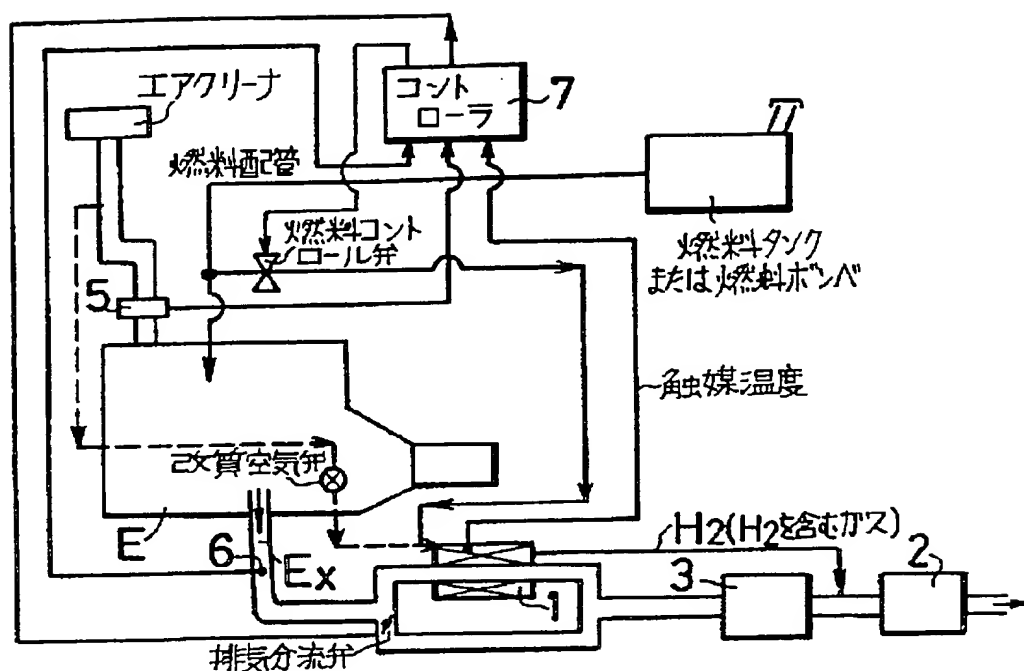 エアクリーナ
コント
ローラ
7
燃料配管
燃料コント
ロール弁
燃料タンク
または燃料ボンベ
5
触媒温度
改質空気弁
E
6
Ex
H2(H2を含むガス)
3
2
1
排気分流弁